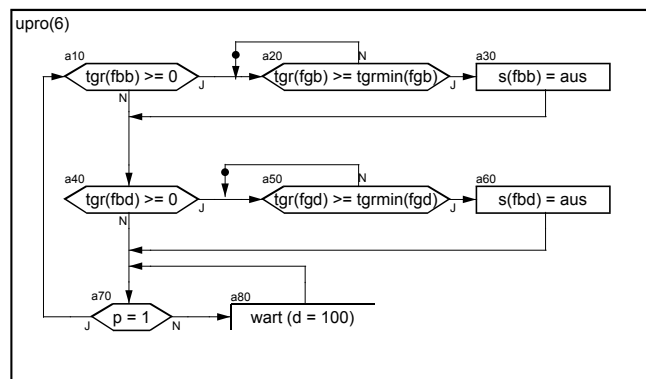 upro(6)
a10
tgr(fbb) >= 0
J
N
a20
tgr(fgb) >= tgrmin(fgb)
N
J
a30
s(fbb) = aus
a40
tgr(fbd) >= 0
J
N
a50
tgr(fgd) >= tgrmin(fgd)
N
J
a60
s(fbd) = aus
a70
p = 1
J
N
a80
wart (d = 100)